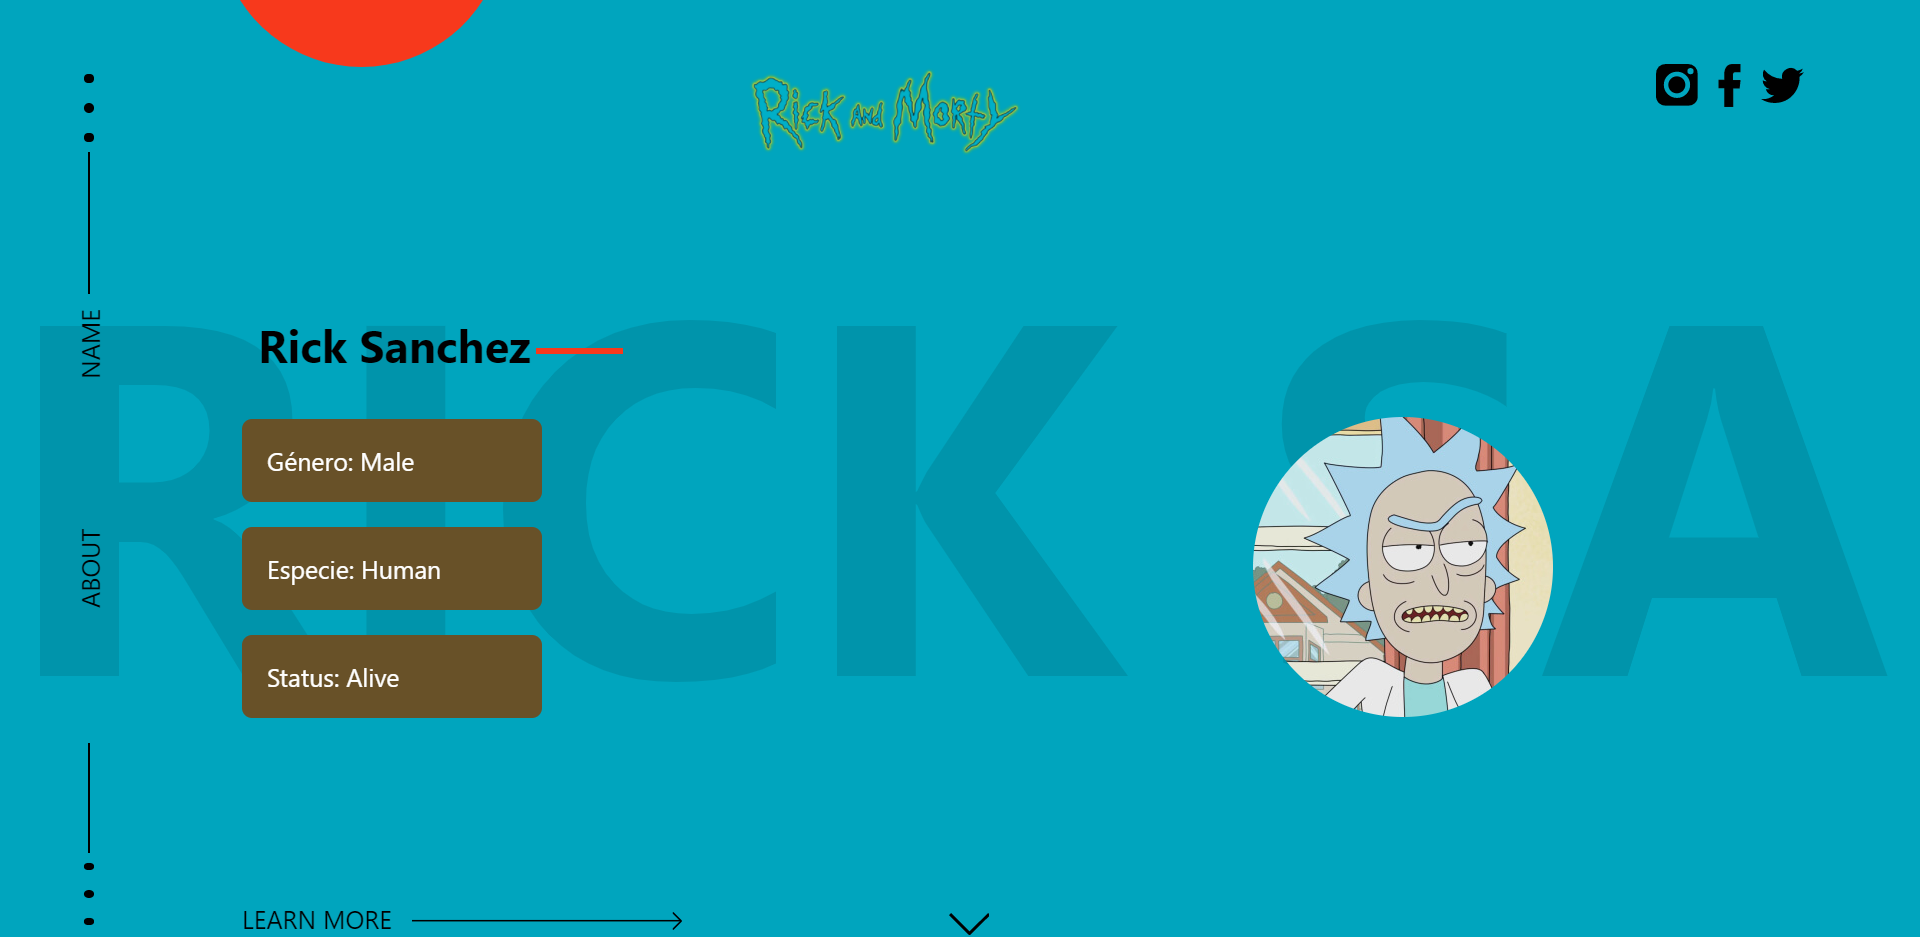 Rick and Morty
NAME
RICK SA
Rick Sanchez
Género: Male
Especie: Human
ABOUT
Status: Alive
LEARN MORE